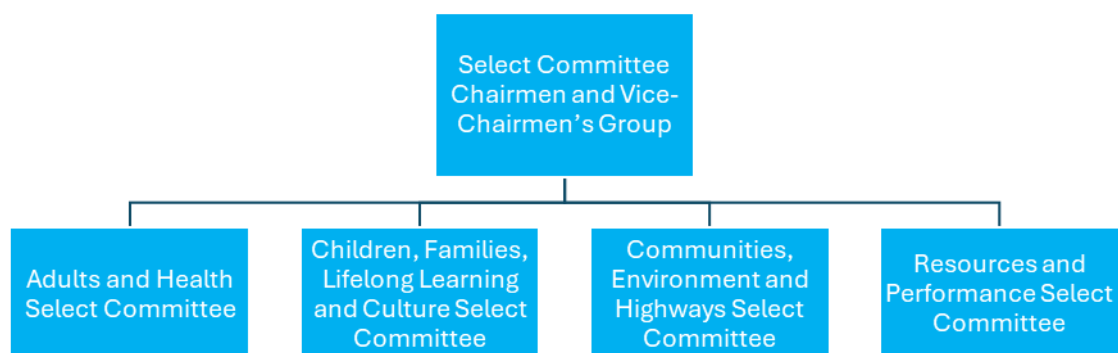 Select Committee
Chairmen and Vice-
Chairmen’s Group
Adults and Health
Select Committee
Children, Families,
Lifelong Learning
and Culture Select
Committee
Communities,
Environment and
Highways Select
Committee
Resources and
Performance Select
Committee